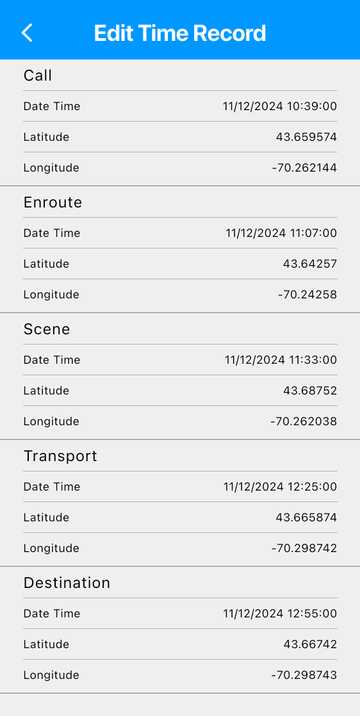 Edit Time Record
Call
Date Time 11/12/2024 10:39:00
Latitude 43.659574
Longitude -70.262144
Enroute
Date Time 11/12/2024 11:07:00
Latitude 43.64257
Longitude -70.24258
Scene
Date Time 11/12/2024 11:33:00
Latitude 43.68752
Longitude -70.262038
Transport
Date Time 11/12/2024 12:25:00
Latitude 43.665874
Longitude -70.298742
Destination
Date Time 11/12/2024 12:55:00
Latitude 43.66742
Longitude -70.298743